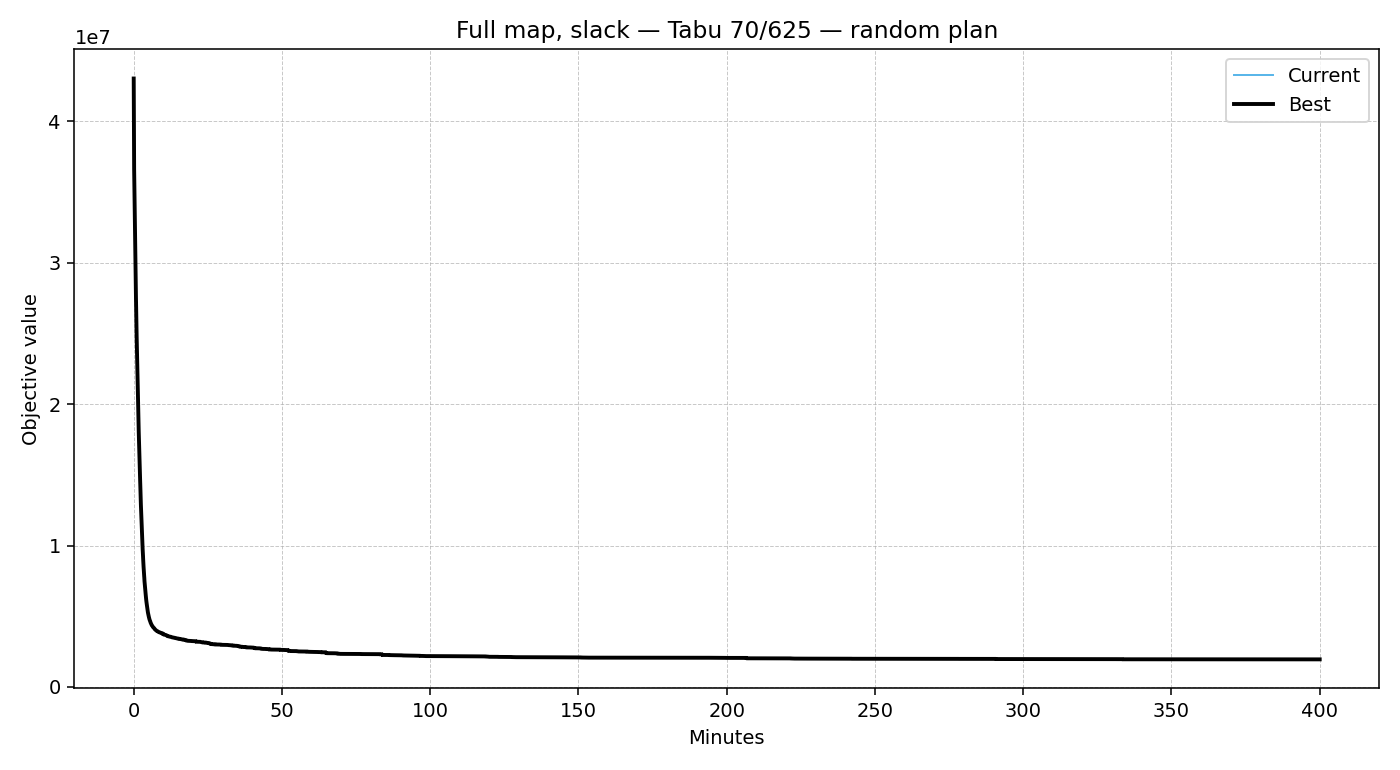 Full map, slack — Tabu 70/625 — random plan
1e7
Current
Best
4
3
2
1
0
Objective value
0 50 100 150 200 250 300 350 400
Minutes